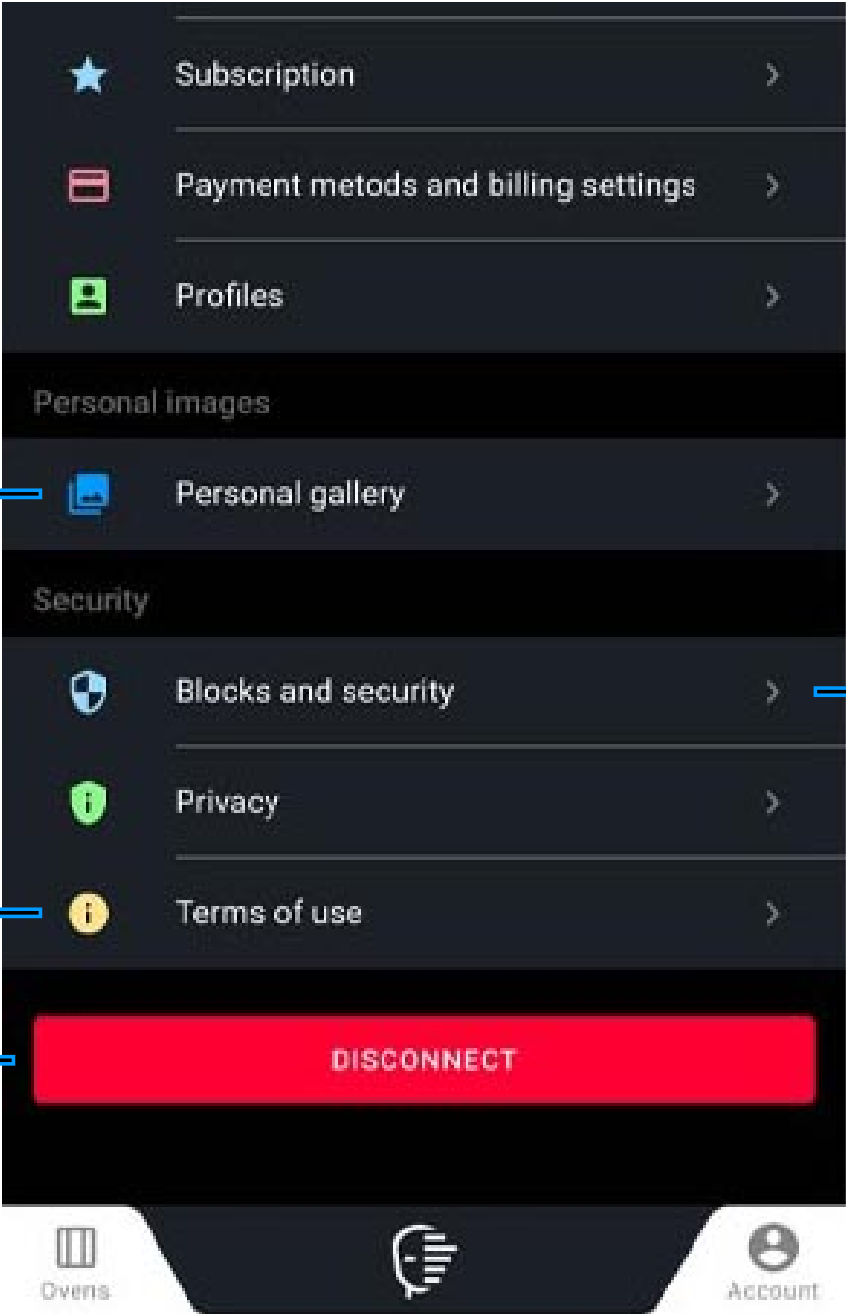 Subscription
Payment metods and billing settings
Profiles
Personal images
Personal gallery
Security
Blocks and security
Privacy
Terms of use
DISCONNECT
Ovens
Account